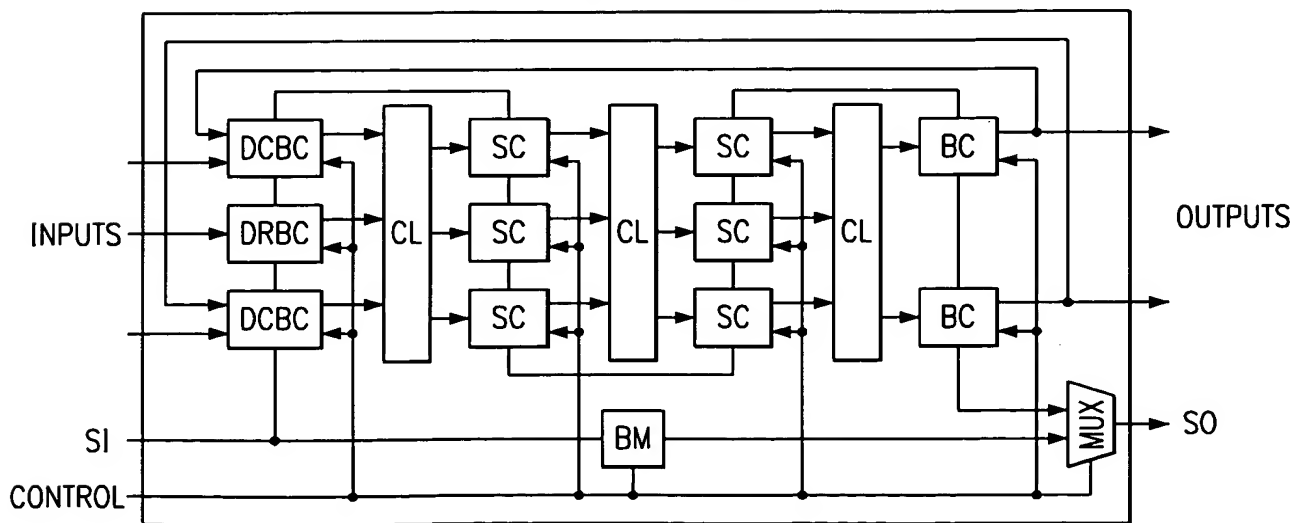 DCBC
SC
SC
BC
INPUTS
DRBC
CL
SC
CL
SC
CL
OUTPUTS
DCBC
SC
SC
BC
SI
BM
MUX
SO
CONTROL